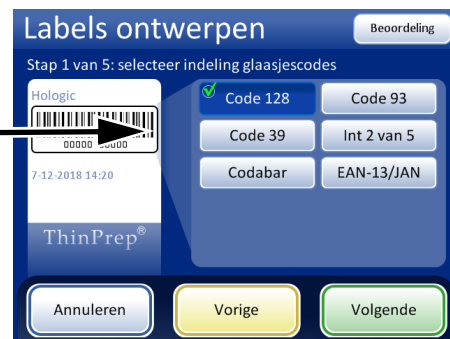 Labels ontwerpen
Beoordeling
Stap 1 van 5: selecteer indeling glaasjescodes
Hologic
00000 00000
7-12-2018 14:20
ThinPrep®
Code 128
Code 93
Code 39
Int 2 van 5
Codabar
EAN-13/JAN
Annuleren
Vorige
Volgende